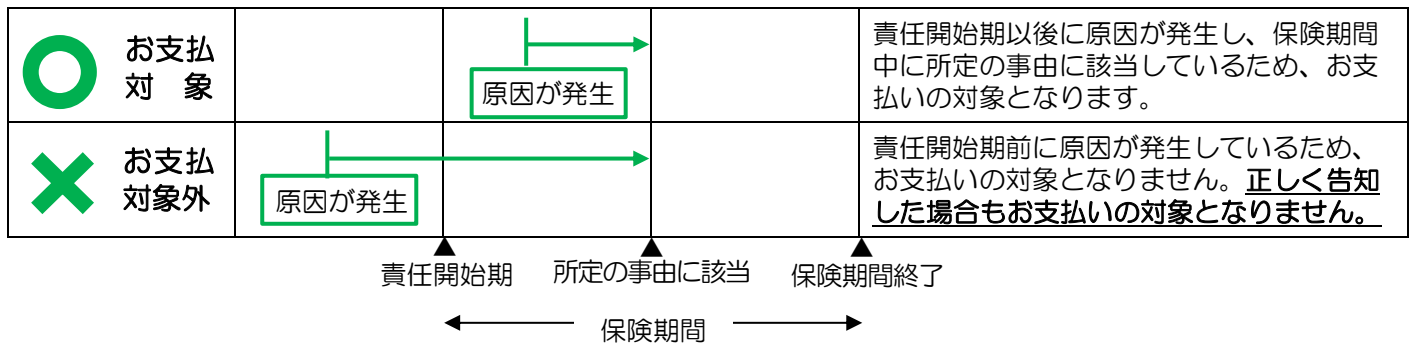 お支払
対　象
原因が発生
責任開始期以後に原因が発生し、保険期間
中に所定の事由に該当しているため、お支
払いの対象となります。
お支払
対象外
原因が発生
責任開始期前に原因が発生しているため、
お支払いの対象となりません。正しく告知
した場合もお支払いの対象となりません。
責任開始期
所定の事由に該当
保険期間終了
保険期間